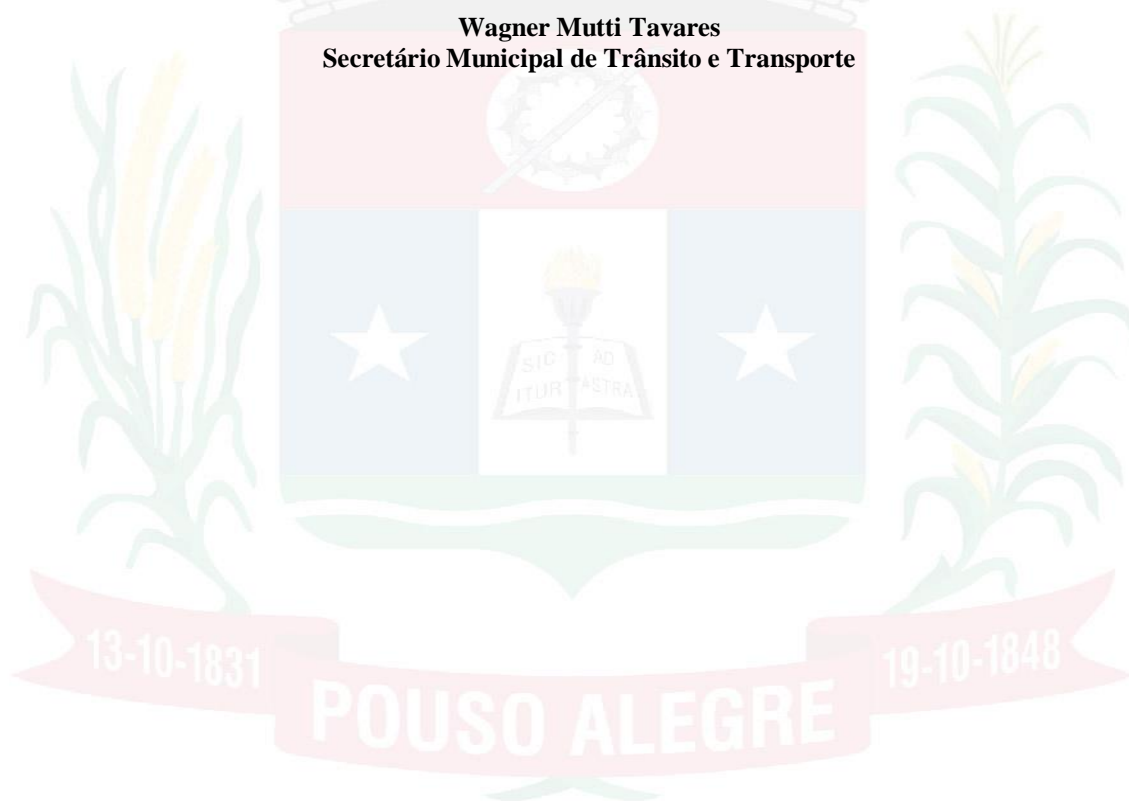 Wagner Mutti Tavares
Secretário Municipal de Trânsito e Transporte
SIC AD
ITUR ASTRA
13-10-1831
19-10-1848
POUSO ALEGRE